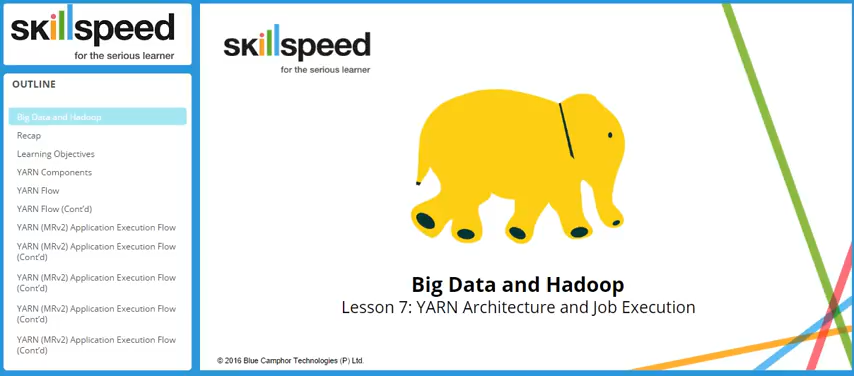 skillspeed
for the serious learner
OUTLINE
Big Data and Hadoop
Recap
Learning Objectives
YARN Components
YARN Flow
YARN Flow (Cont'd)
YARN (MRv2) Application Execution Flow
YARN (MRv2) Application Execution Flow
(Cont'd)
YARN (MRv2) Application Execution Flow
(Cont'd)
YARN (MRv2) Application Execution Flow
(Cont'd)
YARN (MRv2) Application Execution Flow
(Cont'd)
skillspeed
for the serious learner
Big Data and Hadoop
Lesson 7: YARN Architecture and Job Execution
© 2016 Blue Camphor Technologies (P) Ltd.